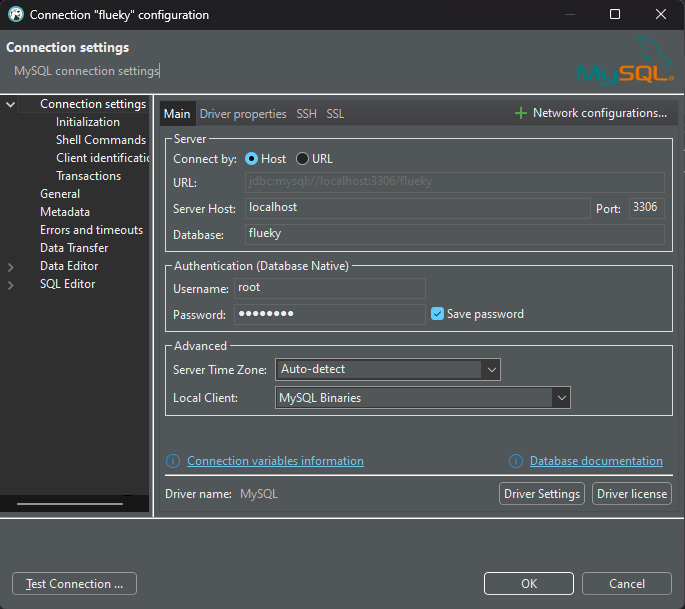 Connection "flueky" configuration
Connection settings
MySQL connection settings
MySQL
Connection settings
Initialization
Shell Commands
Client identificatio
Transactions
General
Metadata
Errors and timeouts
Data Transfer
Data Editor
SQL Editor
Main Driver properties SSH SSL Network configurations...
Server
Connect by: Host URL
URL: jdbc:mysql://localhost:3306/flueky
Server Host: localhost Port: 3306
Database: flueky
Authentication (Database Native)
Username: root
Password: •••••••• Save password
Advanced
Server Time Zone: Auto-detect
Local Client: MySQL Binaries
Connection variables information Database documentation
Driver name: MySQL Driver Settings Driver license
Test Connection ... OK Cancel